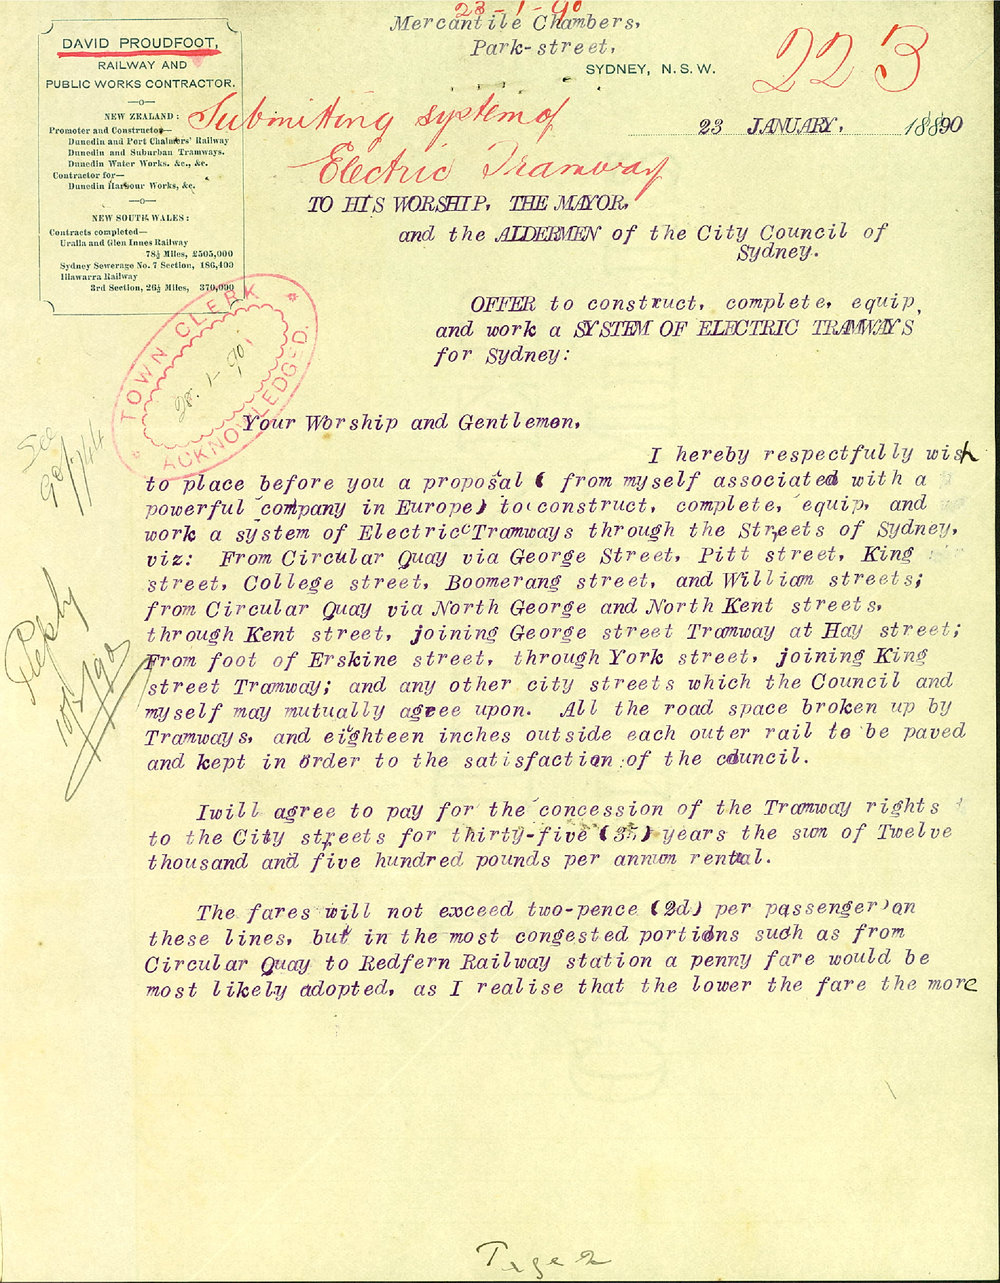 23-1-90
Mercantile Chambers,
Park-street,
SYDNEY, N.S.W.
223
DAVID PROUDFOOT,
RAILWAY AND
PUBLIC WORKS CONTRACTOR.
—o—
NEW ZEALAND:
Promoter and Constructor—
Dunedin and Port Chalmers' Railway
Dunedin and Suburban Tramways.
Dunedin Water Works. &c., &c.
Contractor for—
Dunedin Harbour Works, &c.
—o—
NEW SOUTH WALES:
Contracts completed—
Uralla and Glen Innes Railway
78½ Miles, £505,000
Sydney Sewerage No. 7 Section, 186,400
Illawarra Railway
3rd Section, 26½ Miles, 370,000
Submitting system of
Electric Tramway
23 JANUARY, 1890
TO HIS WORSHIP, THE MAYOR,
and the ALDERMEN of the City Council of
Sydney.
OFFER to construct, complete, equip,
and work a SYSTEM OF ELECTRIC TRAMWAYS
for Sydney:
TOWN CLERK
28.1-90
ACKNOWLEDGED.
See
90/144
Your Worship and Gentlemen,
I hereby respectfully wish
to place before you a proposal ( from myself associated with a
powerful company in Europe) to construct, complete, equip, and
work a system of Electric Tramways through the Streets of Sydney,
viz: From Circular Quay via George Street, Pitt street, King
street, College street, Boomerang street, and William streets;
from Circular Quay via North George and North Kent streets,
through Kent street, joining George street Tramway at Hay street;
From foot of Erskine street, through York street, joining King
street Tramway; and any other city streets which the Council and
myself may mutually agree upon. All the road space broken up by
Tramways, and eighteen inches outside each outer rail to be paved
and kept in order to the satisfaction of the council.
Reply
I will agree to pay for the concession of the Tramway rights
to the City streets for thirty-five (35) years the sum of Twelve
thousand and five hundred pounds per annum rental.
The fares will not exceed two-pence (2d) per passenger on
these lines, but in the most congested portions such as from
Circular Quay to Redfern Railway station a penny fare would be
most likely adopted, as I realise that the lower the fare the more
Page 2